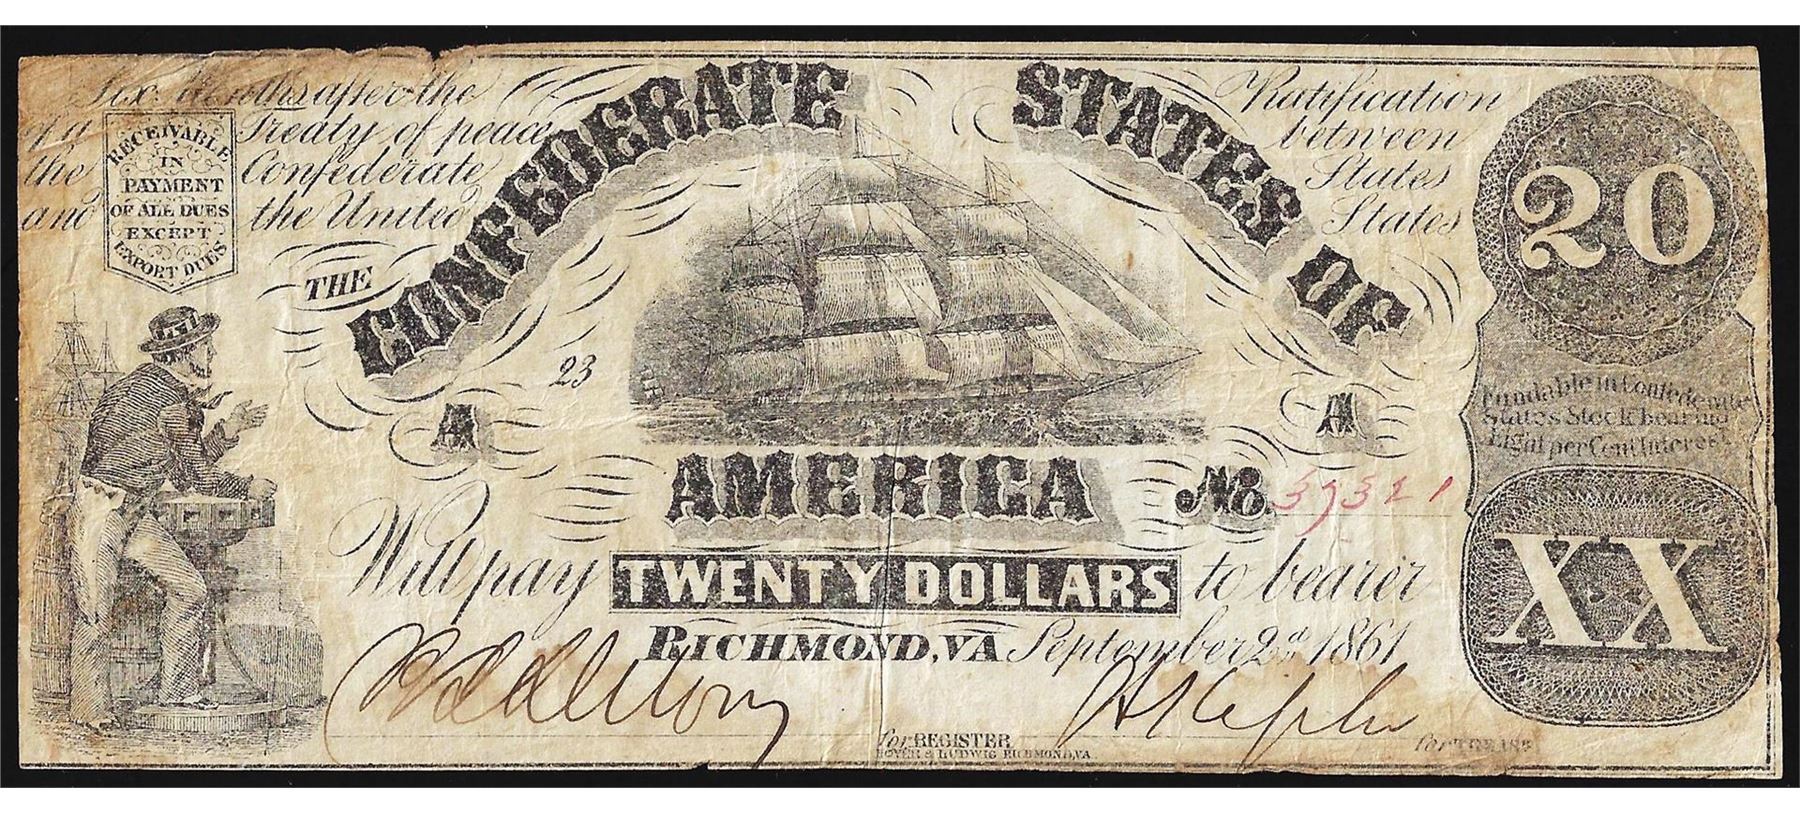 Six Months after the Ratification
of a Treaty of peace between
the Confederate States
and the United States
RECEIVABLE
IN
PAYMENT
OF ALL DUES
EXCEPT
EXPORT DUES
THE
CONFEDERATE STATES OF
AMERICA
23
A
A
No. 37321
20
Fundable in Confederate
States Stock bearing
Eight per Cent Interest
XX
Will pay TWENTY DOLLARS to bearer
RICHMOND, VA September 2d 1861
for REGISTER
HOYER & LUDWIG RICHMOND, VA.
for TREASR